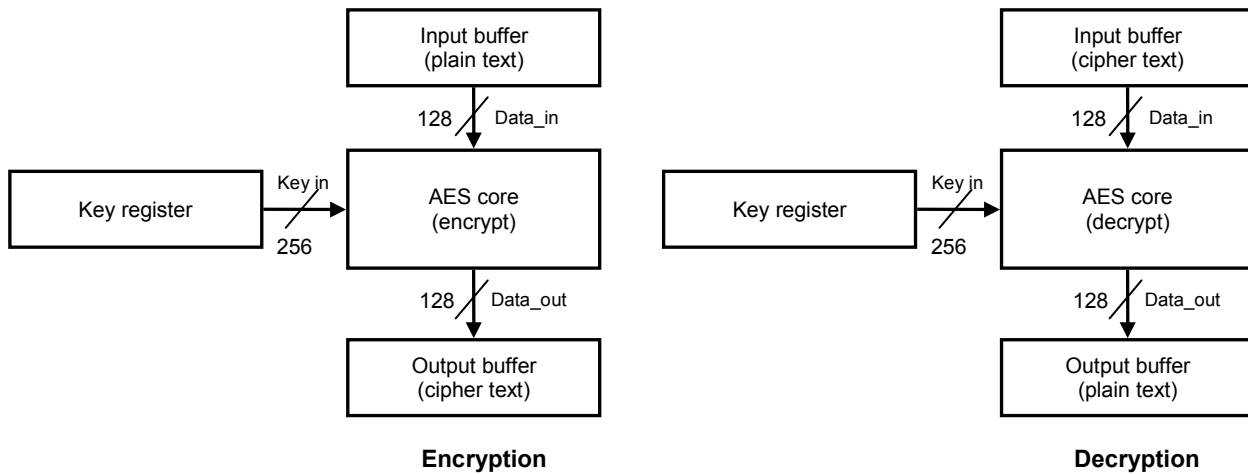 Input buffer
(plain text)
128
Data_in
Key register
Key in
256
AES core
(encrypt)
128
Data_out
Output buffer
(cipher text)
Encryption
Input buffer
(cipher text)
128
Data_in
Key register
Key in
256
AES core
(decrypt)
128
Data_out
Output buffer
(plain text)
Decryption